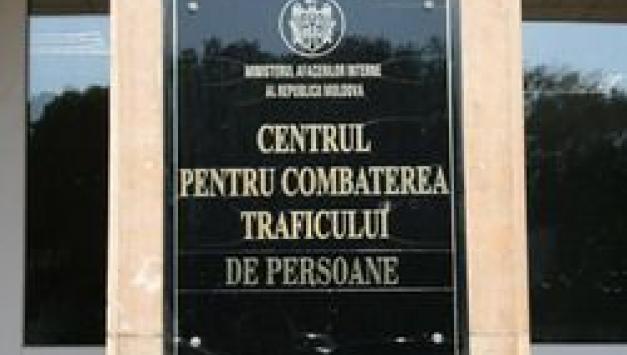 MINISTERUL AFACERILOR INTERNE
AL REPUBLICII MOLDOVA
CENTRUL
PENTRU COMBATEREA
TRAFICULUI
DE PERSOANE